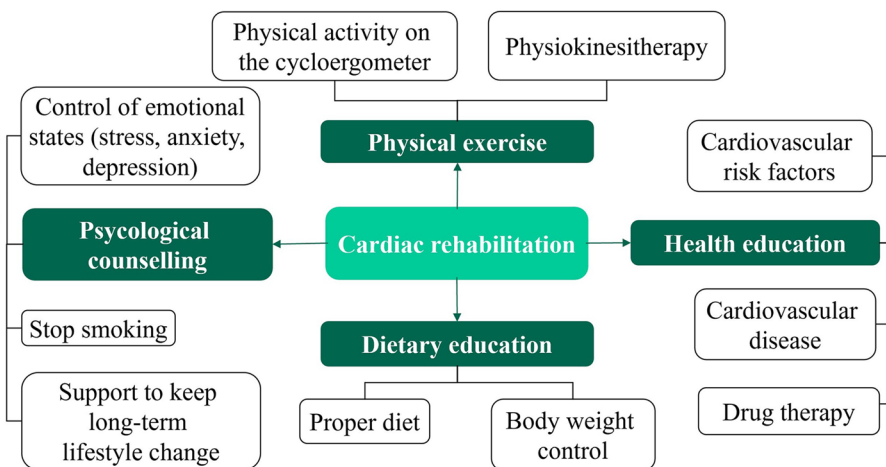 Physical activity on
the cycloergometer
Physiokinesitherapy
Control of emotional
states (stress, anxiety,
depression)
Physical exercise
Cardiovascular
risk factors
Psycological
counselling
Cardiac rehabilitation
Health education
Stop smoking
Dietary education
Cardiovascular
disease
Support to keep
long-term
lifestyle change
Proper diet
Body weight
control
Drug therapy